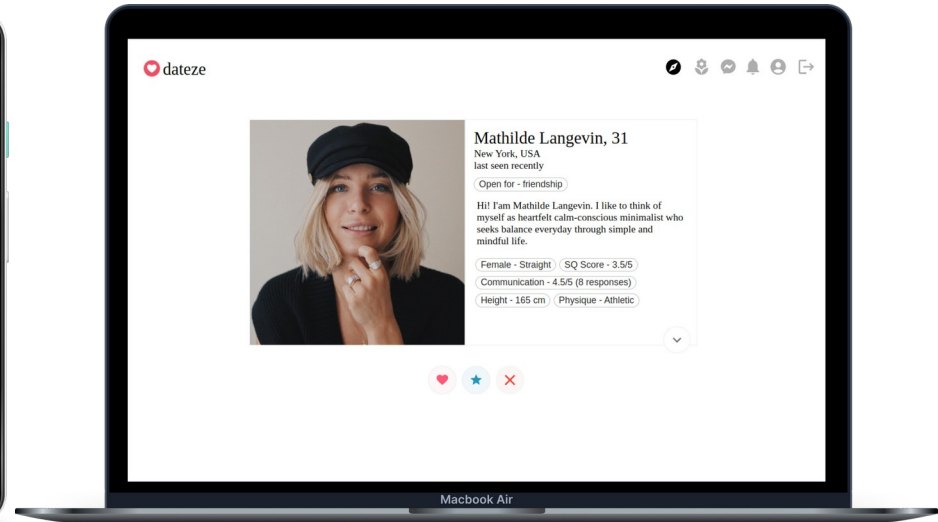 dateze
Mathilde Langevin, 31
New York, USA
last seen recently
Open for - friendship
Hi! I'am Mathilde Langevin. I like to think of
myself as heartfelt calm-conscious minimalist who
seeks balance everyday through simple and
mindful life.
Female - Straight SQ Score - 3.5/5
Communication - 4.5/5 (8 responses)
Height - 165 cm Physique - Athletic
Macbook Air